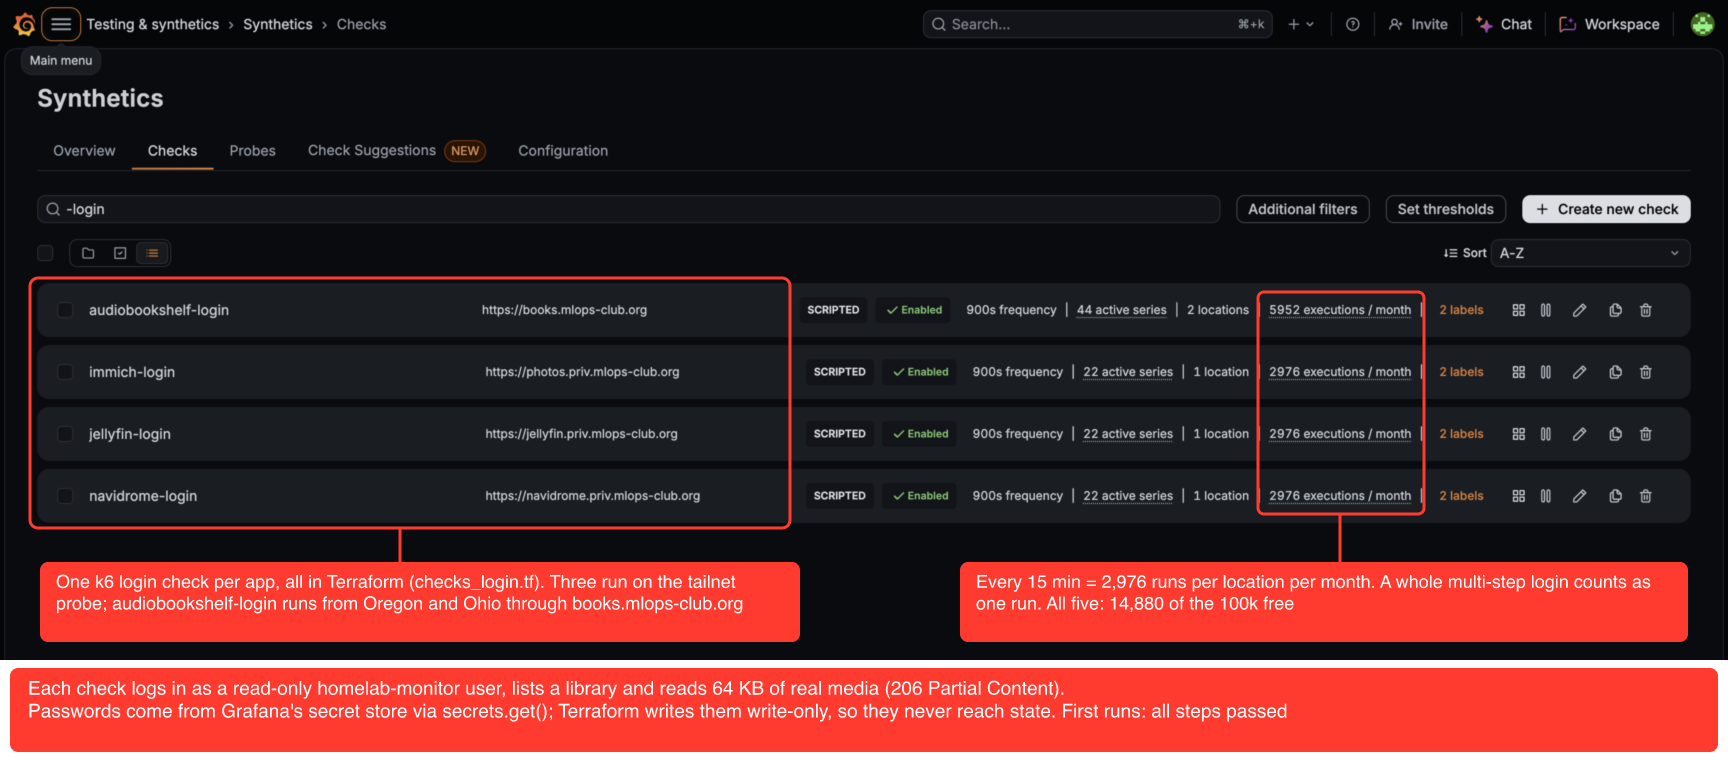 Testing & synthetics › Synthetics › Checks
Search... ⌘+k
Invite
Chat
Workspace
Main menu
Synthetics
Overview Checks Probes Check Suggestions NEW Configuration
-login
Additional filters
Set thresholds
+ Create new check
Sort A-Z
audiobookshelf-login https://books.mlops-club.org SCRIPTED Enabled 900s frequency | 44 active series | 2 locations | 5952 executions / month | 2 labels
immich-login https://photos.priv.mlops-club.org SCRIPTED Enabled 900s frequency | 22 active series | 1 location | 2976 executions / month | 2 labels
jellyfin-login https://jellyfin.priv.mlops-club.org SCRIPTED Enabled 900s frequency | 22 active series | 1 location | 2976 executions / month | 2 labels
navidrome-login https://navidrome.priv.mlops-club.org SCRIPTED Enabled 900s frequency | 22 active series | 1 location | 2976 executions / month | 2 labels
One k6 login check per app, all in Terraform (checks_login.tf). Three run on the tailnet
probe; audiobookshelf-login runs from Oregon and Ohio through books.mlops-club.org
Every 15 min = 2,976 runs per location per month. A whole multi-step login counts as
one run. All five: 14,880 of the 100k free
Each check logs in as a read-only homelab-monitor user, lists a library and reads 64 KB of real media (206 Partial Content).
Passwords come from Grafana's secret store via secrets.get(); Terraform writes them write-only, so they never reach state. First runs: all steps passed